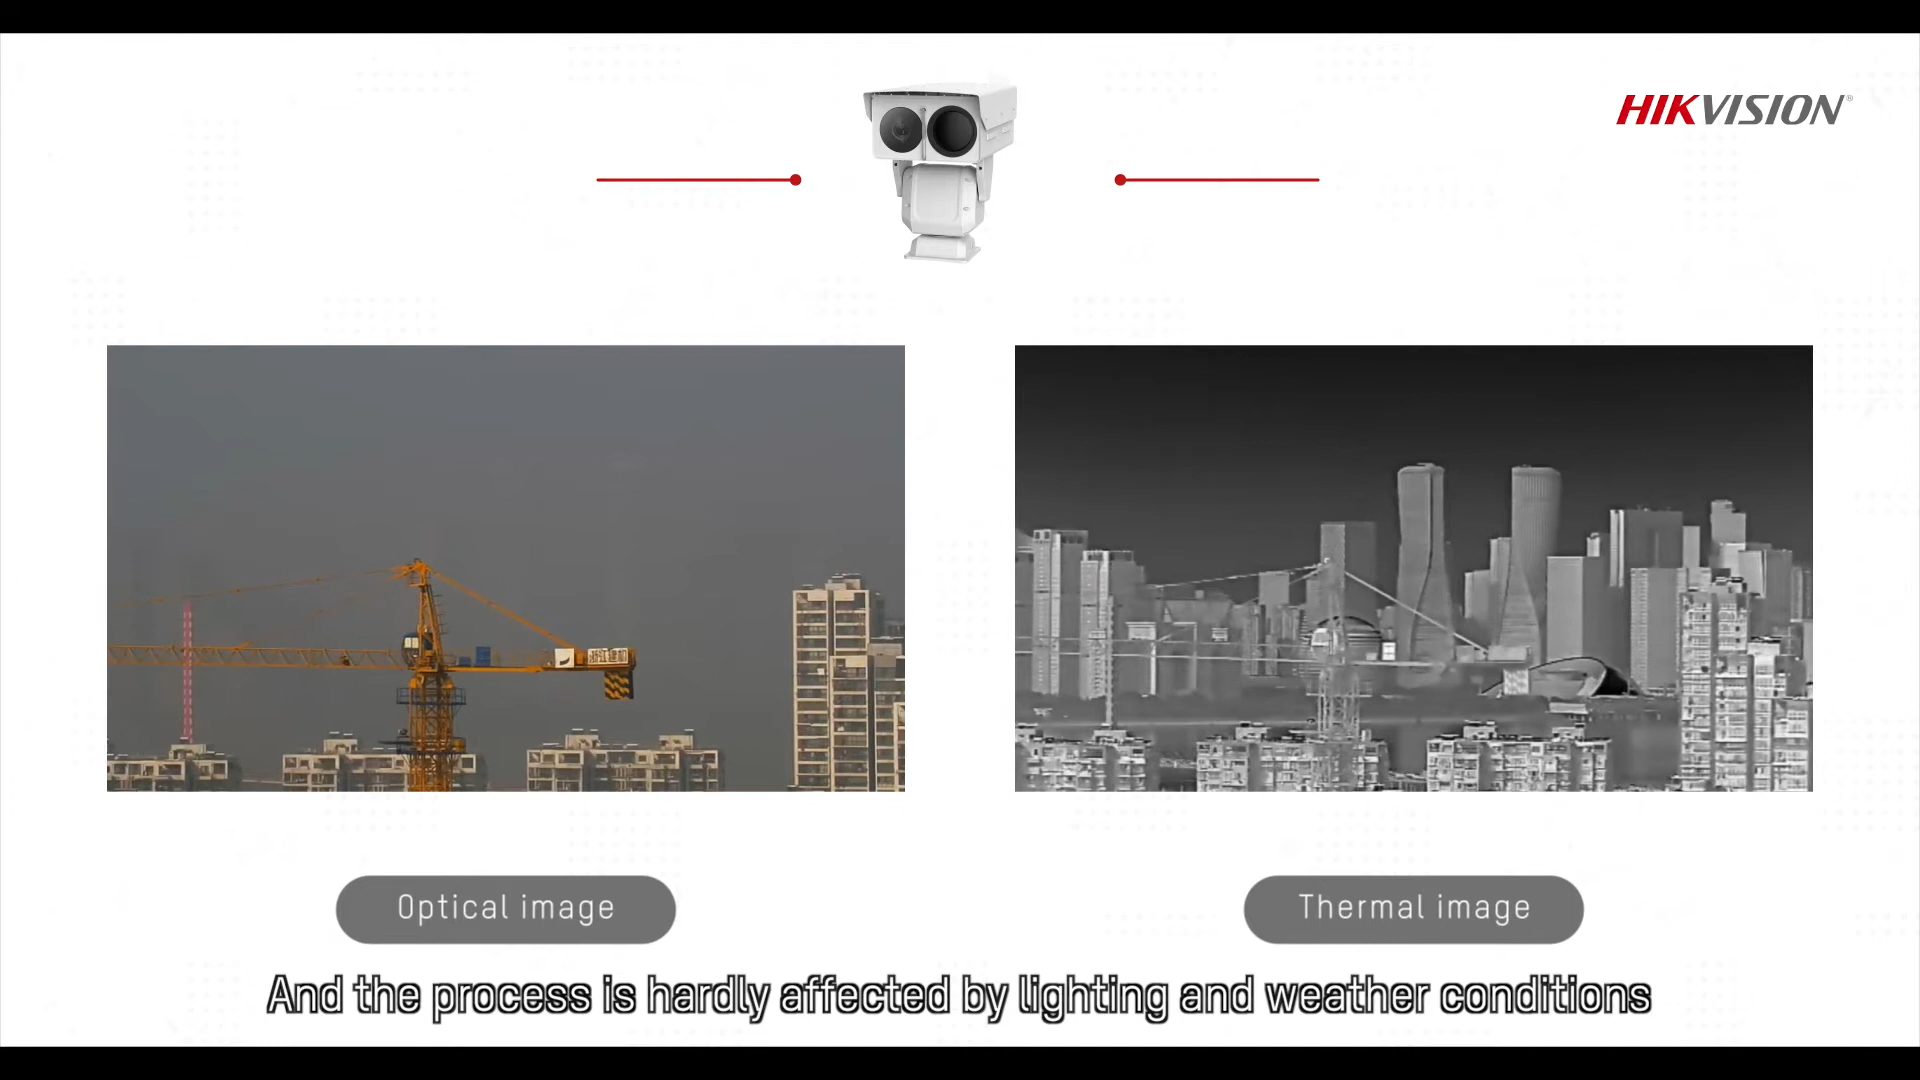 HIKVISION®
Optical image
Thermal image
And the process is hardly affected by lighting and weather conditions